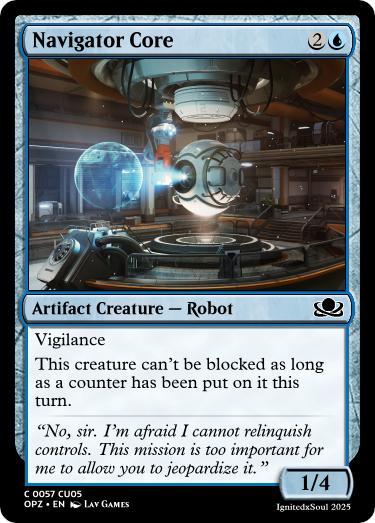 Navigator Core 2
Artifact Creature — Robot
Vigilance
This creature can't be blocked as long
as a counter has been put on it this
turn.
"No, sir. I'm afraid I cannot relinquish
controls. This mission is too important for
me to allow you to jeopardize it."
1/4
C 0057 CU05
OPZ • EN Lav Games
IgnitedxSoul 2025